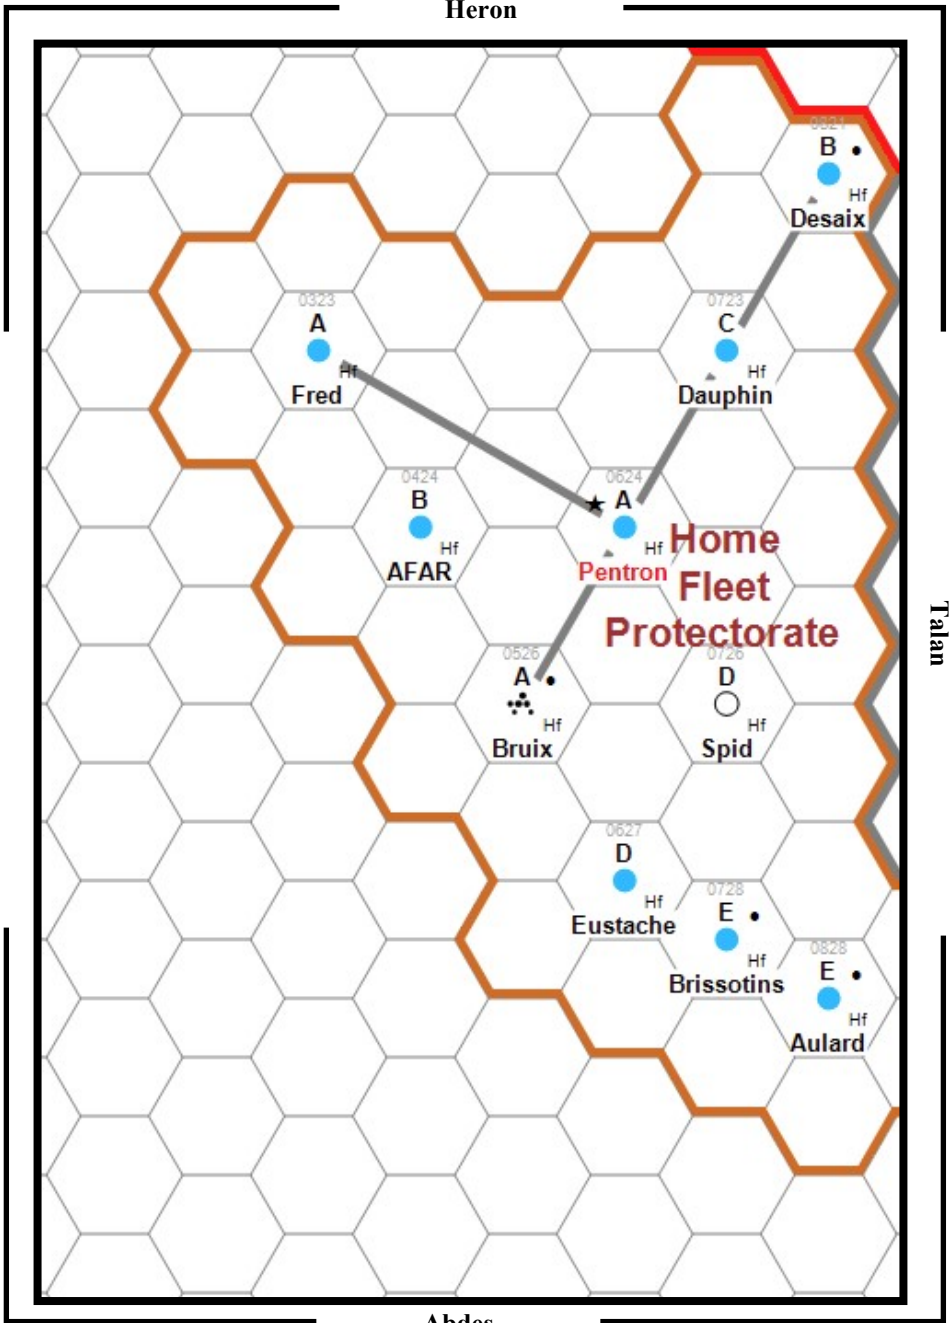 Heron
0821
B
Hf
Desaix
0323
A
Hf
Fred
0723
C
Hf
Dauphin
0424
B
Hf
AFAR
0624
A
Hf
Pentron
Home
Fleet
Protectorate
Talan
0526
A
Hf
Bruix
0726
D
Hf
Spid
0627
D
Hf
Eustache
0728
E
Hf
Brissotins
0828
E
Hf
Aulard
Abdes